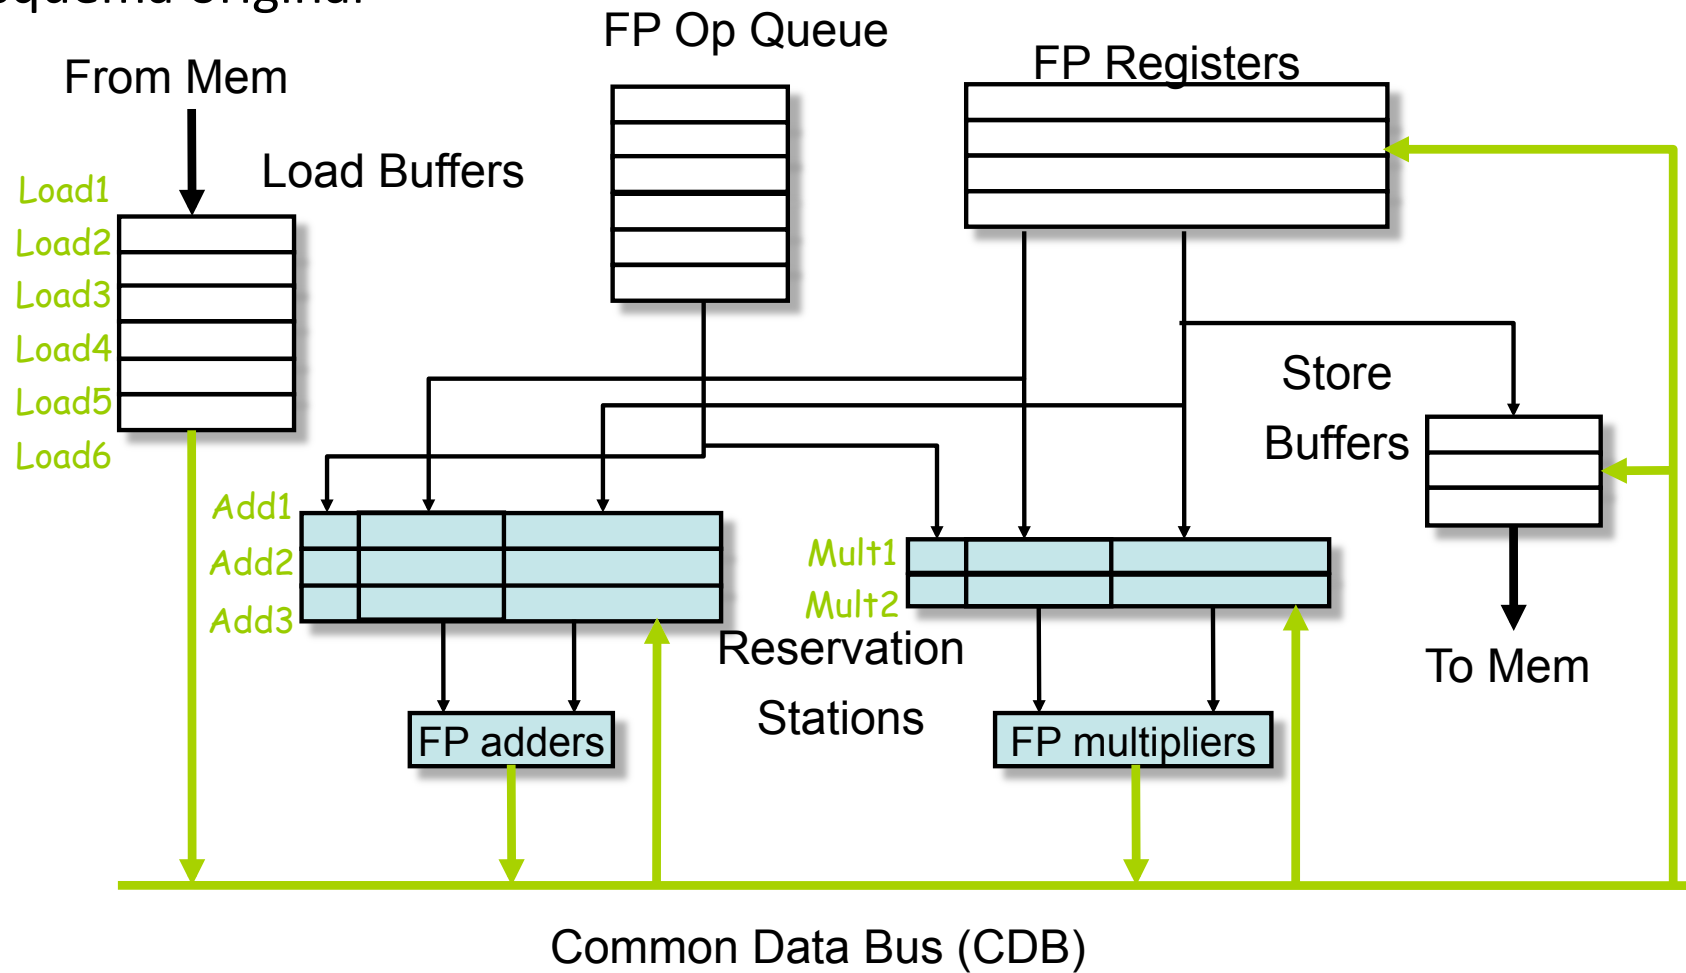 FP Op Queue
From Mem
FP Registers
Load Buffers
Load1
Load2
Load3
Load4
Load5
Load6
Store
Buffers
Add1
Add2
Add3
Mult1
Mult2
Reservation
Stations
To Mem
FP adders
FP multipliers
Common Data Bus (CDB)